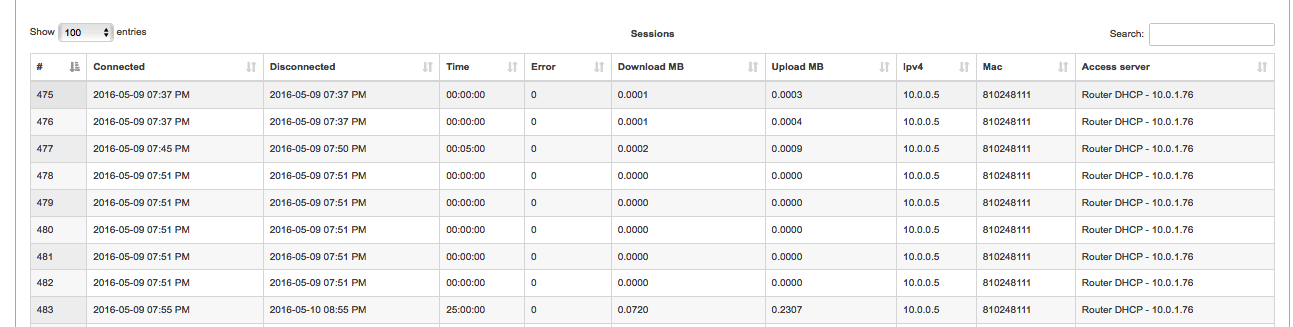 Show 100 entries Sessions Search:
# Connected Disconnected Time Error Download MB Upload MB Ipv4 Mac Access server
475 2016-05-09 07:37 PM 2016-05-09 07:37 PM 00:00:00 0 0.0001 0.0003 10.0.0.5 810248111 Router DHCP - 10.0.1.76
476 2016-05-09 07:37 PM 2016-05-09 07:37 PM 00:00:00 0 0.0001 0.0004 10.0.0.5 810248111 Router DHCP - 10.0.1.76
477 2016-05-09 07:45 PM 2016-05-09 07:50 PM 00:05:00 0 0.0002 0.0009 10.0.0.5 810248111 Router DHCP - 10.0.1.76
478 2016-05-09 07:51 PM 2016-05-09 07:51 PM 00:00:00 0 0.0000 0.0000 10.0.0.5 810248111 Router DHCP - 10.0.1.76
479 2016-05-09 07:51 PM 2016-05-09 07:51 PM 00:00:00 0 0.0000 0.0000 10.0.0.5 810248111 Router DHCP - 10.0.1.76
480 2016-05-09 07:51 PM 2016-05-09 07:51 PM 00:00:00 0 0.0000 0.0000 10.0.0.5 810248111 Router DHCP - 10.0.1.76
481 2016-05-09 07:51 PM 2016-05-09 07:51 PM 00:00:00 0 0.0000 0.0000 10.0.0.5 810248111 Router DHCP - 10.0.1.76
482 2016-05-09 07:51 PM 2016-05-09 07:51 PM 00:00:00 0 0.0000 0.0000 10.0.0.5 810248111 Router DHCP - 10.0.1.76
483 2016-05-09 07:55 PM 2016-05-10 08:55 PM 25:00:00 0 0.0720 0.2307 10.0.0.5 810248111 Router DHCP - 10.0.1.76